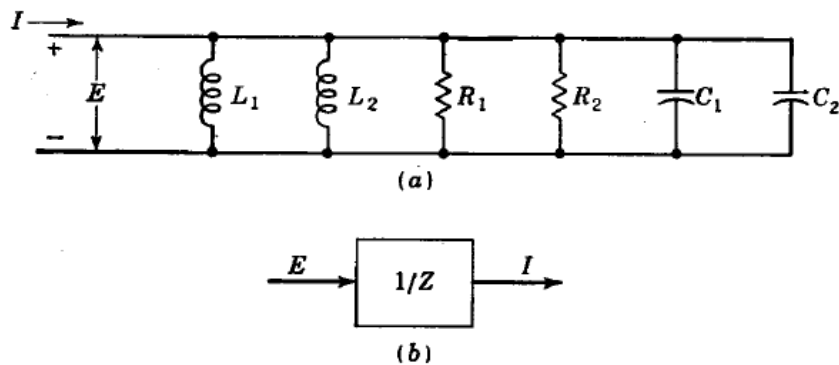 I
+
E
L1 L2 R1 R2 C1 C2
−
(a)
E 1/Z I
(b)